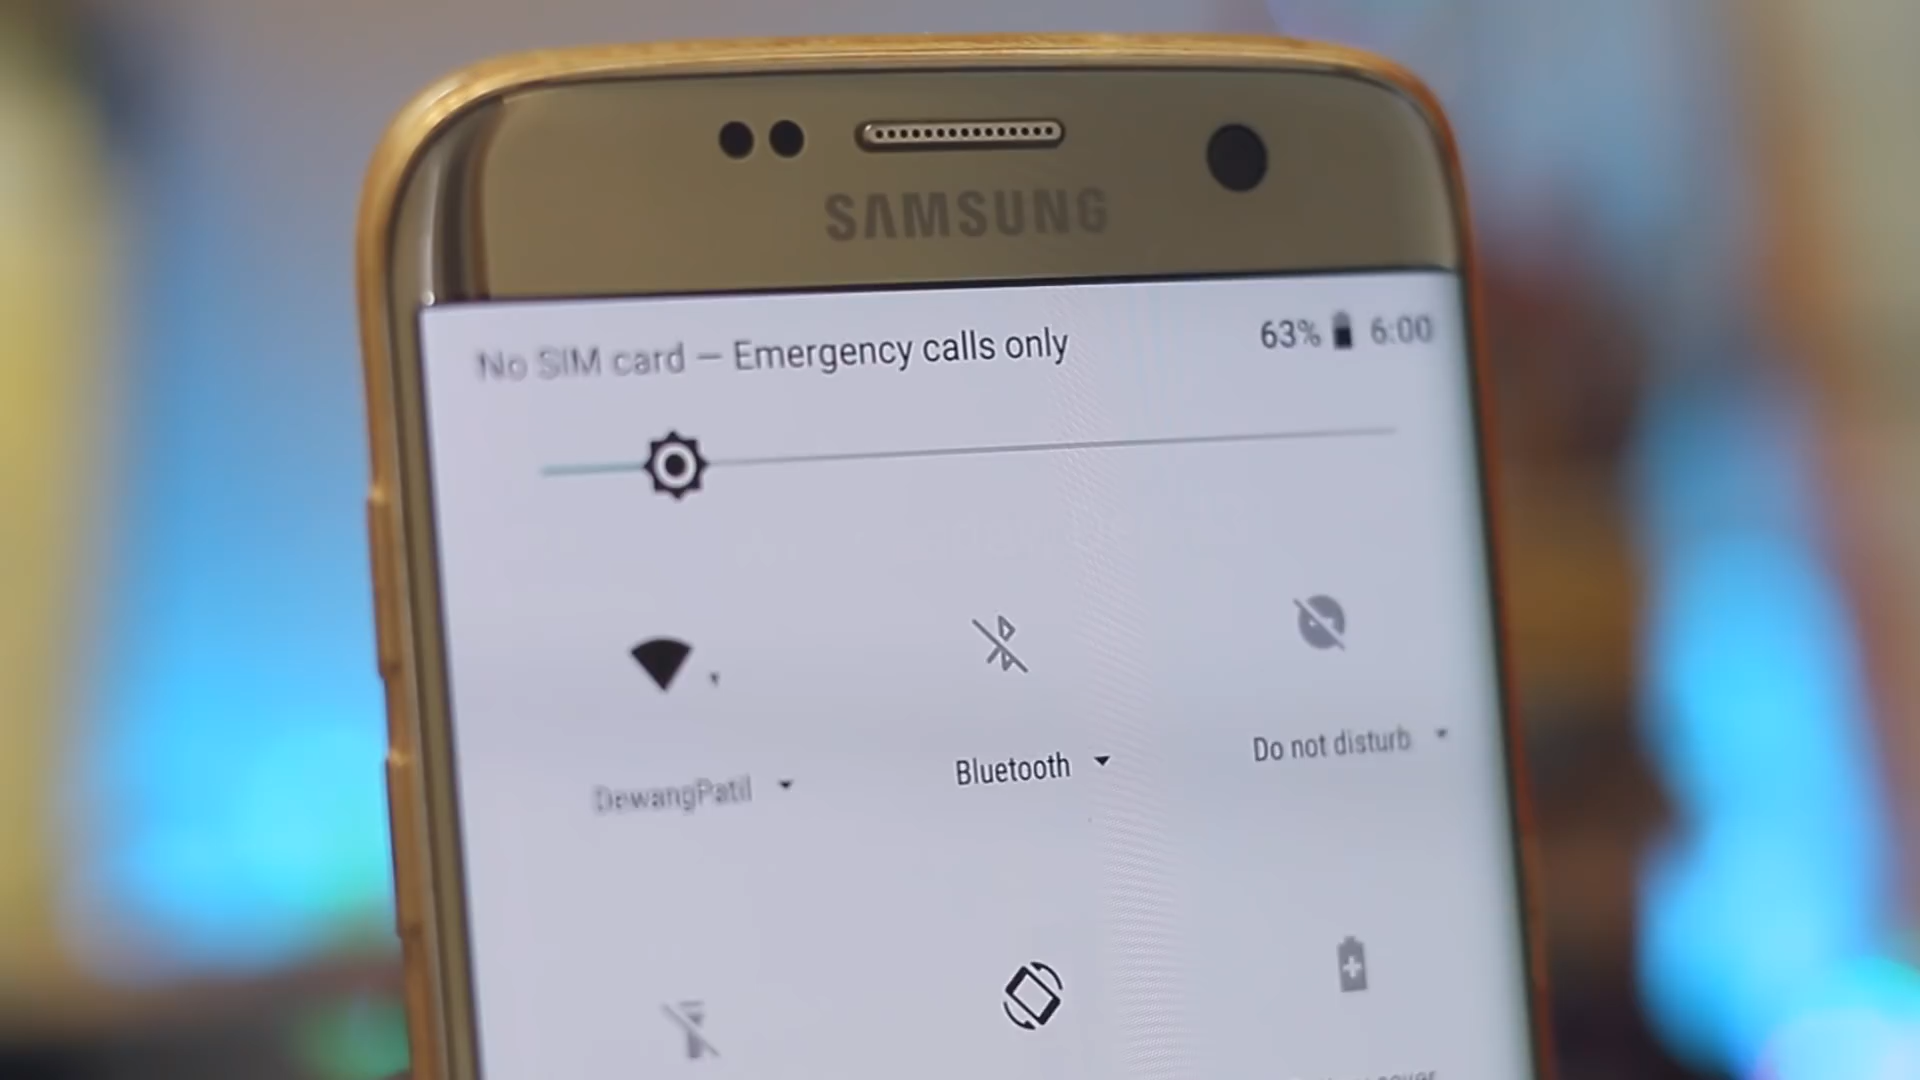 SAMSUNG
No SIM card – Emergency calls only 63% 6:00
DewangPatil Bluetooth Do not disturb